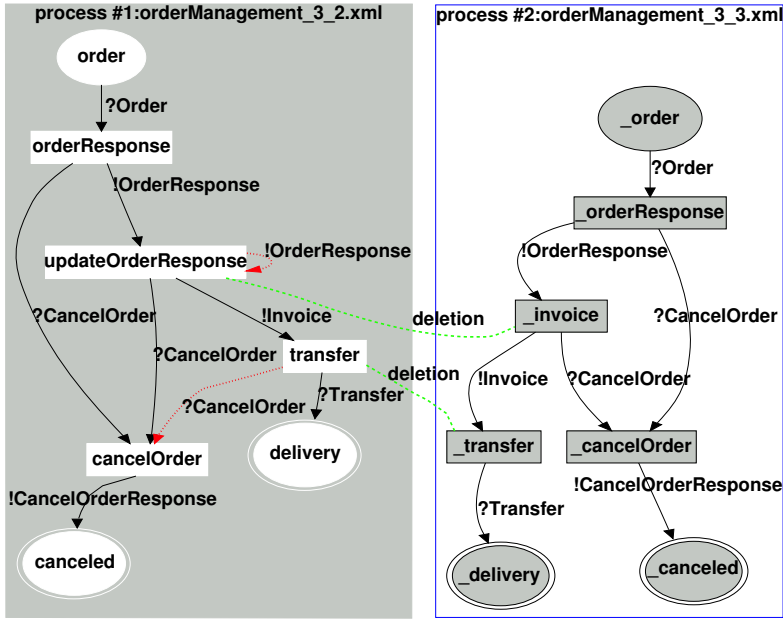 process #1:orderManagement_3_2.xml
order
?Order
orderResponse
!OrderResponse
updateOrderResponse
!OrderResponse
?CancelOrder
!Invoice
?CancelOrder
transfer
?CancelOrder
?Transfer
cancelOrder
delivery
!CancelOrderResponse
canceled
deletion
deletion
process #2:orderManagement_3_3.xml
_order
?Order
_orderResponse
!OrderResponse
_invoice
?CancelOrder
!Invoice
?CancelOrder
_transfer
_cancelOrder
!CancelOrderResponse
?Transfer
_delivery
_canceled